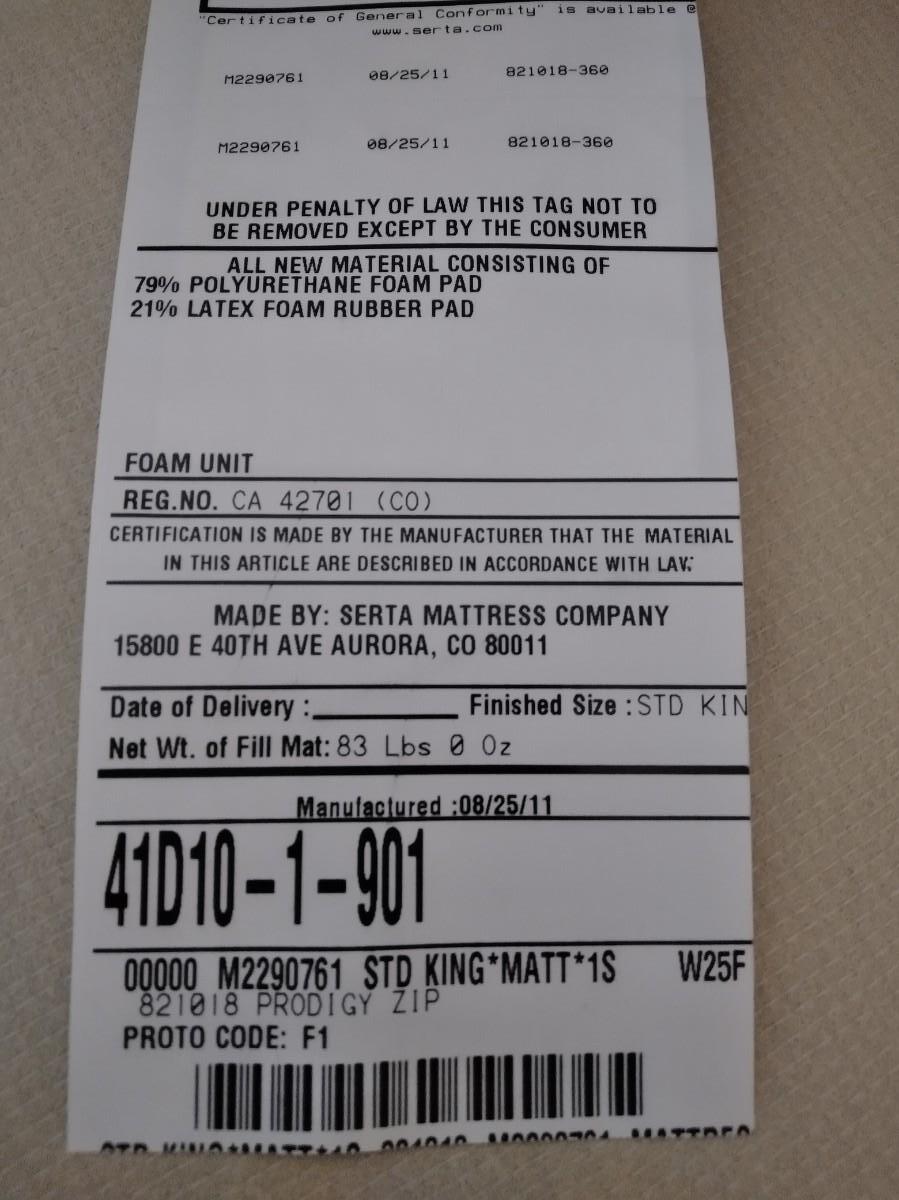 "Certificate of General Conformity" is available @
www.serta.com
M2290761 08/25/11 821018-360
M2290761 08/25/11 821018-360
UNDER PENALTY OF LAW THIS TAG NOT TO
BE REMOVED EXCEPT BY THE CONSUMER
ALL NEW MATERIAL CONSISTING OF
79% POLYURETHANE FOAM PAD
21% LATEX FOAM RUBBER PAD
FOAM UNIT
REG.NO. CA 42701 (CO)
CERTIFICATION IS MADE BY THE MANUFACTURER THAT THE MATERIAL
IN THIS ARTICLE ARE DESCRIBED IN ACCORDANCE WITH
MADE BY: SERTA MATTRESS COMPANY
15800 E 40TH AVE AURORA, CO 80011
Date of Delivery :________ Finished Size : STD KIN
Net Wt. of Fill Mat: 83 Lbs 0 Oz
Manufactured :08/25/11
41D10-1-901
00000 M2290761 STD KING*MATT*1S W25F
821018 PRODIGY ZIP
PROTO CODE: F1